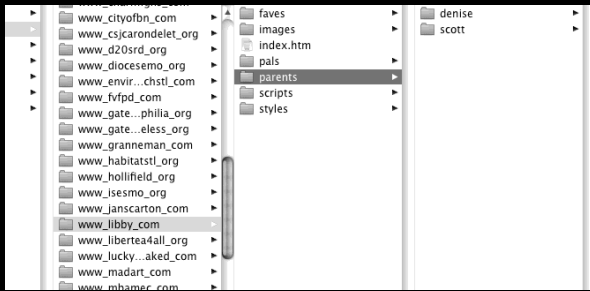 www_cityofbn_com
www_csjcarondelet_org
www_d20srd_org
www_diocesemo_org
www_envir...chstl_com
www_fvfpd_com
www_gate...philia_org
www_gate...eless_org
www_granneman_com
www_habitatstl_org
www_hollifield_org
www_isesmo_org
www_janscarton_com
www_libby_com
www_libertea4all_org
www_lucky...aked_com
www_madart_com
www_mbamec_com
faves
images
index.htm
pals
parents
scripts
styles
denise
scott